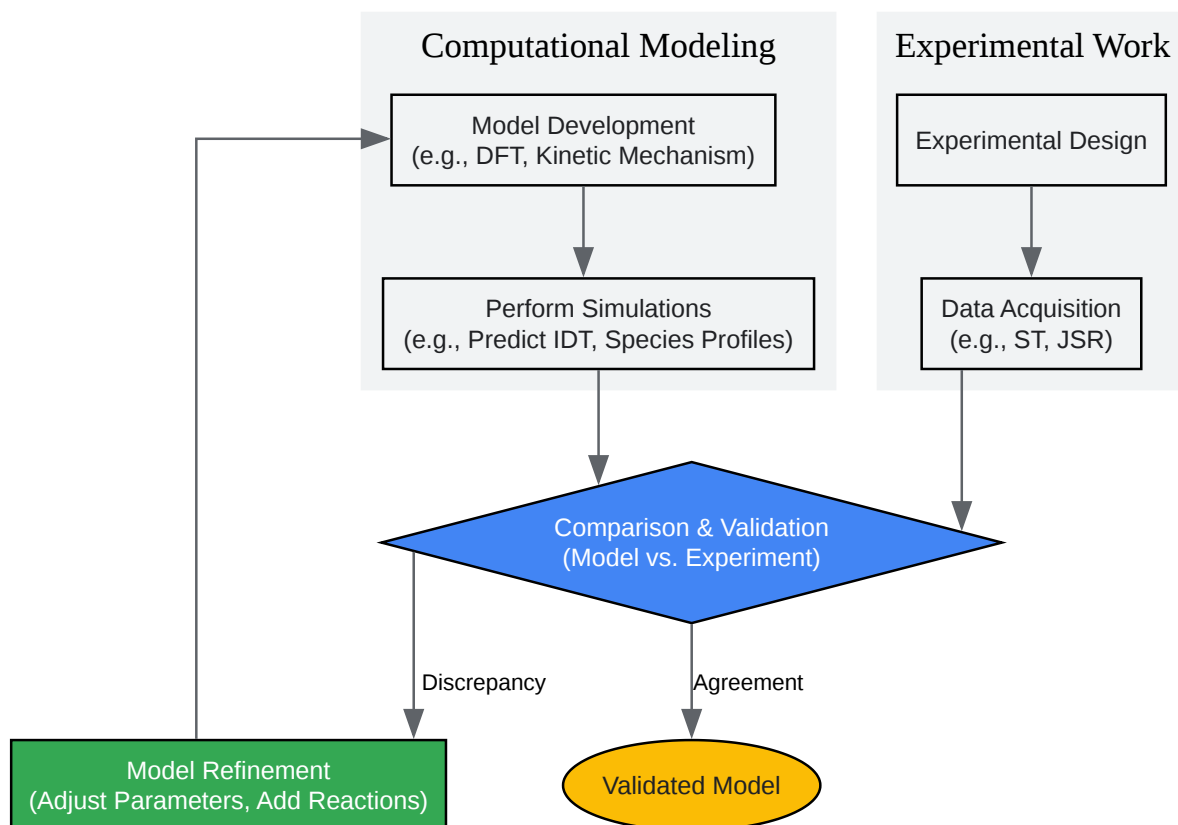 Computational Modeling
Experimental Work
Model Development
(e.g., DFT, Kinetic Mechanism)
Experimental Design
Perform Simulations
(e.g., Predict IDT, Species Profiles)
Data Acquisition
(e.g., ST, JSR)
Comparison & Validation
(Model vs. Experiment)
Discrepancy
Agreement
Model Refinement
(Adjust Parameters, Add Reactions)
Validated Model